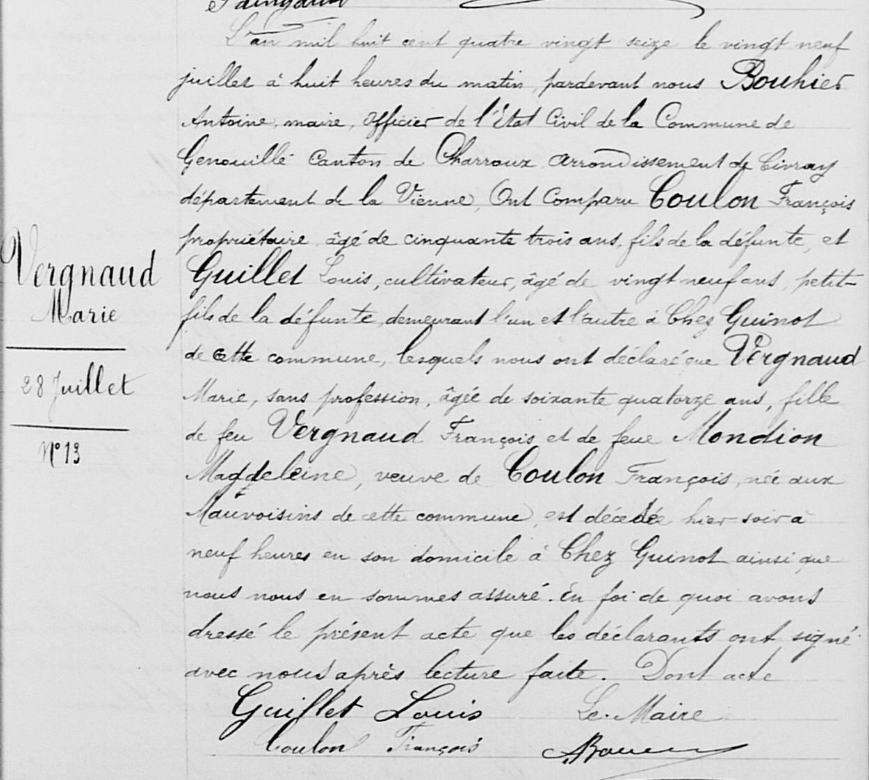 L'an mil huit cent quatre vingt seize le vingt neuf
juillet à huit heures du matin, pardevant nous Bouhier
Antoine, maire, Officier de l'Etat Civil de la Commune de
Genouillé Canton de Charroux arrondissement de Civray
département de la Vienne, Ont Comparu Coulon François
propriétaire, âgé de cinquante trois ans, fils de la défunte, et
Guillet Louis, cultivateur, âgé de vingt neuf ans, petit-
fils de la défunte, demeurant l'un et l'autre à Chez Guinot
de cette commune, lesquels nous ont déclaré que Vergnaud
Marie, sans profession, âgée de soixante quatorze ans, fille
de feu Vergnaud François et de feue Mondion
Magdeleine, veuve de Coulon François, née aux
Mauvoisins de cette commune, est décédée hier soir à
neuf heures en son domicile à Chez Guinot ainsi que
nous nous en sommes assuré. En foi de quoi avons
dressé le présent acte que les déclarants ont signé
avec nous après lecture faite. Dont acte
Guillet Louis Le Maire
Coulon François
Vergnaud
Marie
28 Juillet
N° 13